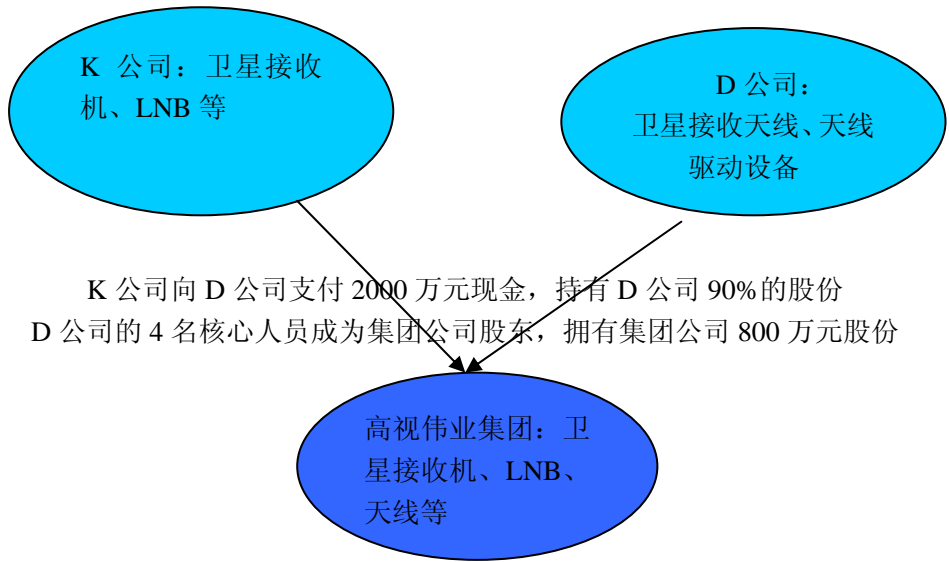 K 公司：卫星接收
机、LNB 等
D 公司：
卫星接收天线、天线
驱动设备
K 公司向 D 公司支付 2000 万元现金，持有 D 公司 90%的股份
D 公司的 4 名核心人员成为集团公司股东，拥有集团公司 800 万元股份
高视伟业集团：卫
星接收机、LNB、
天线等